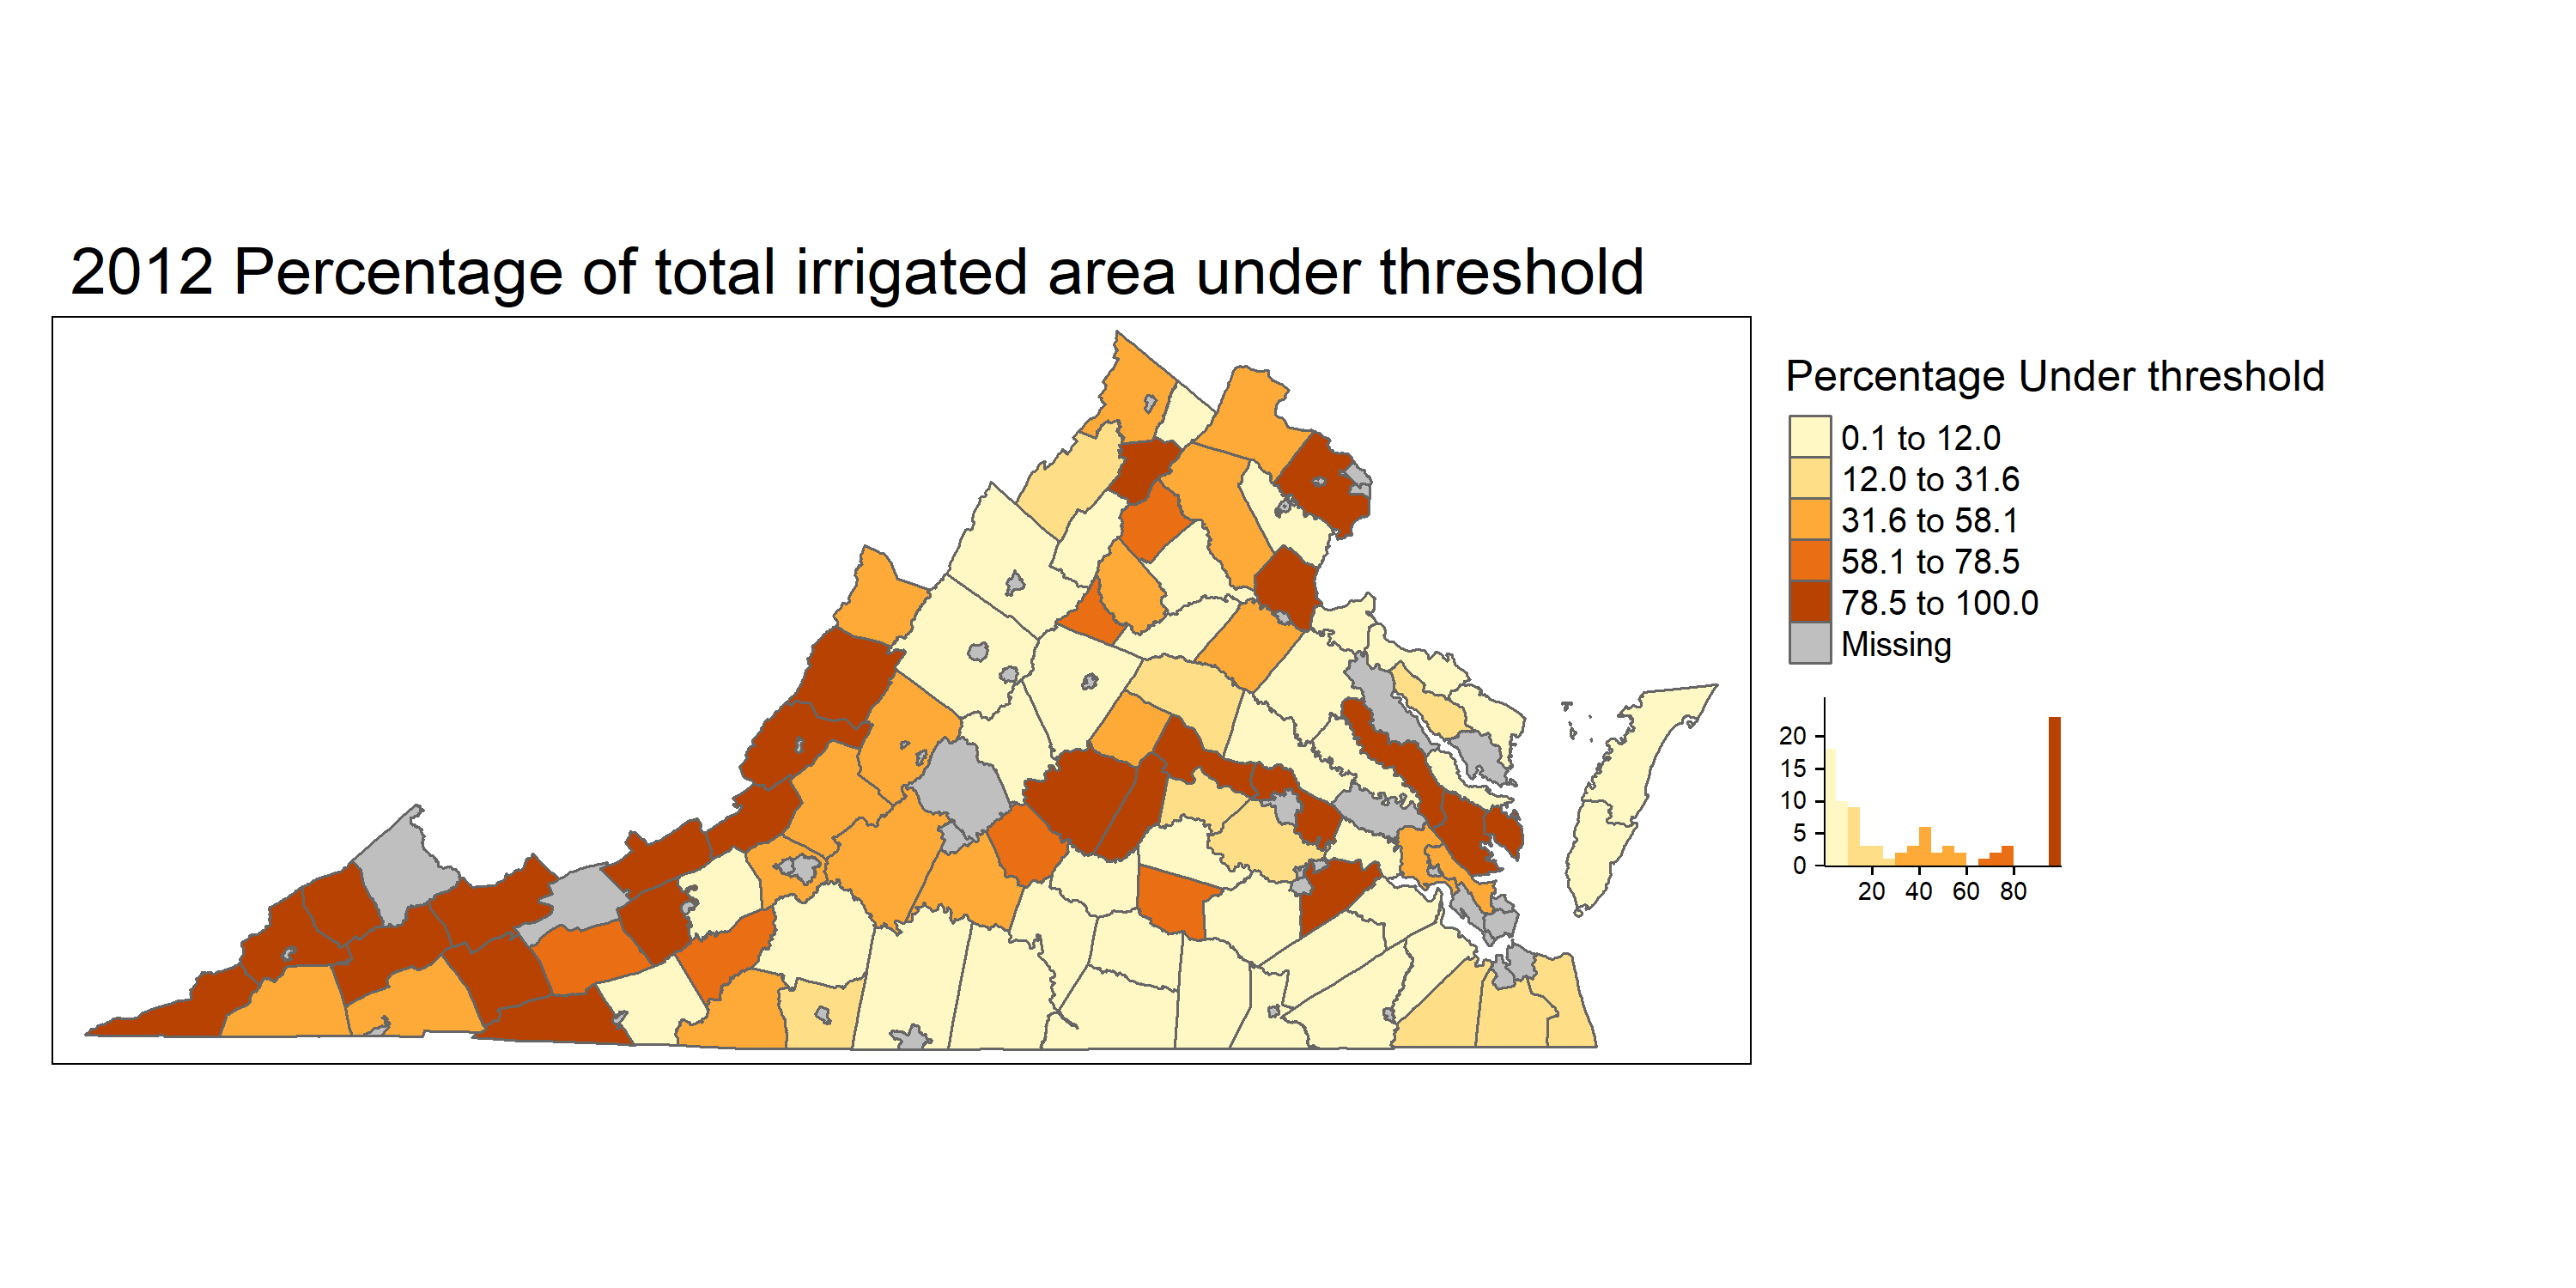 2012 Percentage of total irrigated area under threshold
Percentage Under threshold
0.1 to 12.0
12.0 to 31.6
31.6 to 58.1
58.1 to 78.5
78.5 to 100.0
Missing
20
15
10
5
0
20 40 60 80